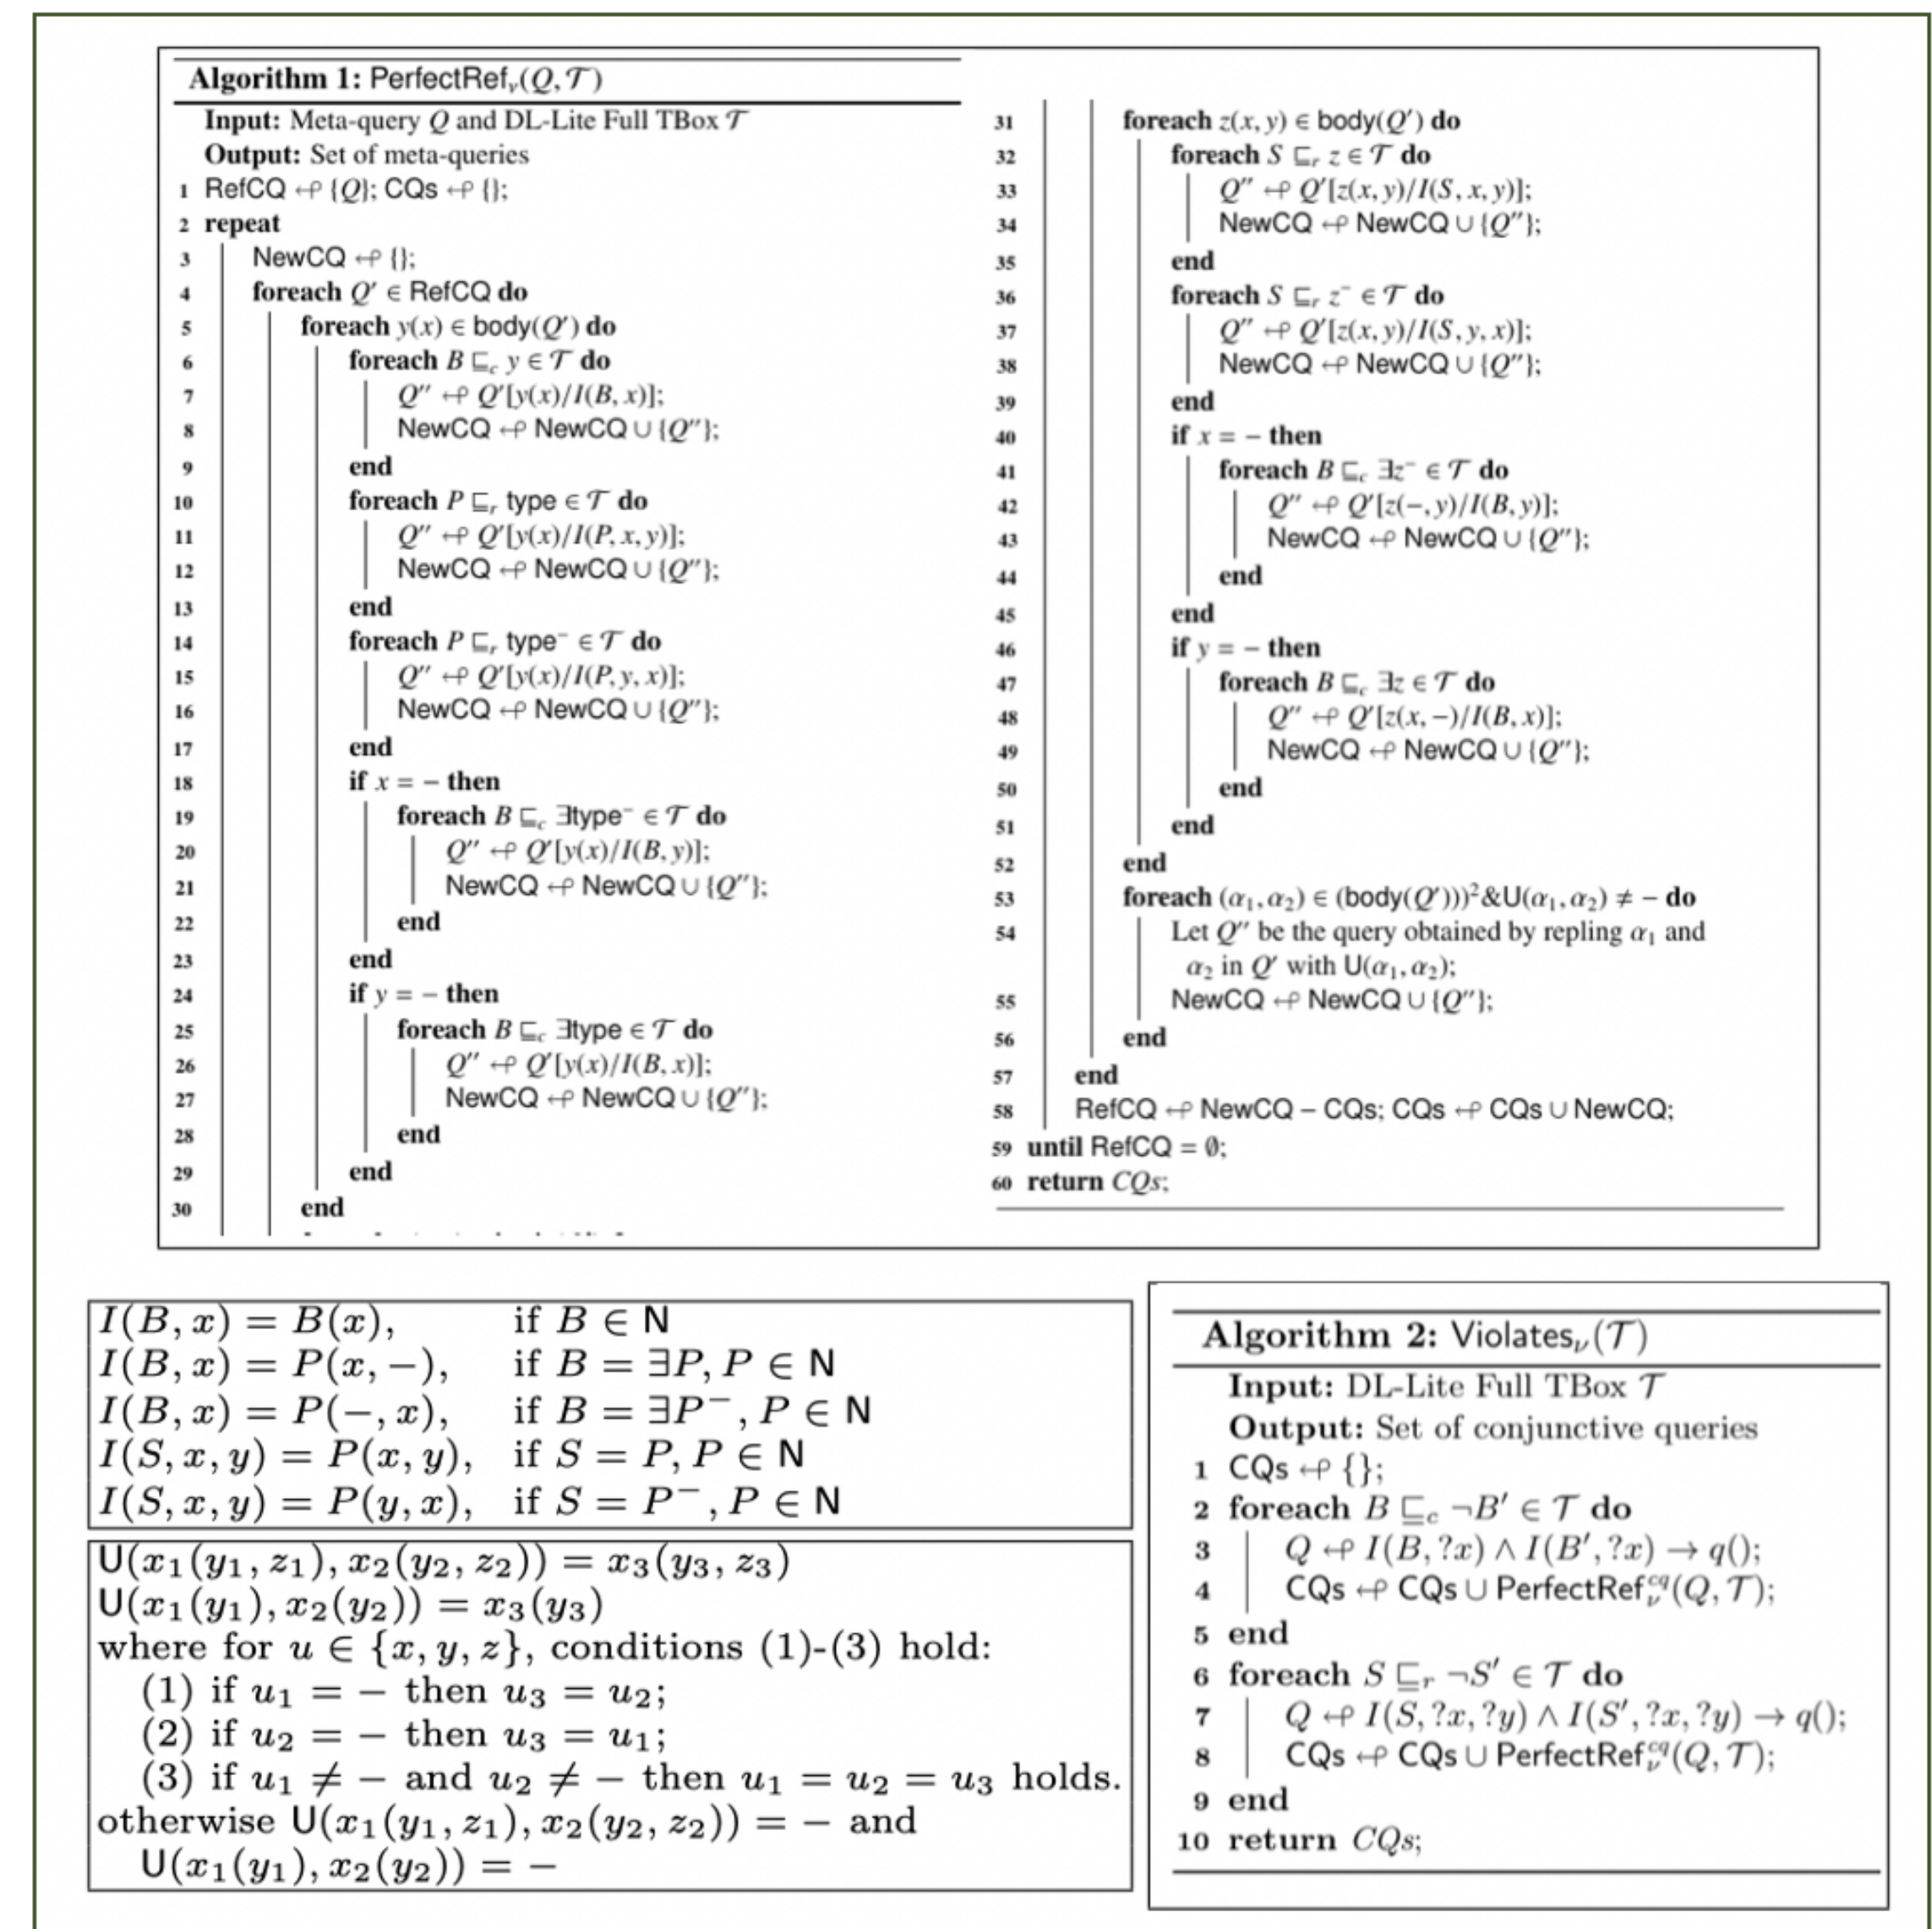 Algorithm 1: PerfectRefᵥ(Q, 𝒯)
Input: Meta-query Q and DL-Lite Full TBox 𝒯
Output: Set of meta-queries
1 RefCQ ↩ {Q}; CQs ↩ {};
2 repeat
3 NewCQ ↩ {};
4 foreach Q′ ∈ RefCQ do
5 foreach y(x) ∈ body(Q′) do
6 foreach B ⊑c y ∈ 𝒯 do
7 Q″ ↩ Q′[y(x)/I(B, x)];
8 NewCQ ↩ NewCQ ∪ {Q″};
9 end
10 foreach P ⊑r type ∈ 𝒯 do
11 Q″ ↩ Q′[y(x)/I(P, x, y)];
12 NewCQ ↩ NewCQ ∪ {Q″};
13 end
14 foreach P ⊑r type⁻ ∈ 𝒯 do
15 Q″ ↩ Q′[y(x)/I(P, y, x)];
16 NewCQ ↩ NewCQ ∪ {Q″};
17 end
18 if x = − then
19 foreach B ⊑c ∃type⁻ ∈ 𝒯 do
20 Q″ ↩ Q′[y(x)/I(B, y)];
21 NewCQ ↩ NewCQ ∪ {Q″};
22 end
23 end
24 if y = − then
25 foreach B ⊑c ∃type ∈ 𝒯 do
26 Q″ ↩ Q′[y(x)/I(B, x)];
27 NewCQ ↩ NewCQ ∪ {Q″};
28 end
29 end
30 end
31 foreach z(x, y) ∈ body(Q′) do
32 foreach S ⊑r z ∈ 𝒯 do
33 Q″ ↩ Q′[z(x, y)/I(S, x, y)];
34 NewCQ ↩ NewCQ ∪ {Q″};
35 end
36 foreach S ⊑r z⁻ ∈ 𝒯 do
37 Q″ ↩ Q′[z(x, y)/I(S, y, x)];
38 NewCQ ↩ NewCQ ∪ {Q″};
39 end
40 if x = − then
41 foreach B ⊑c ∃z⁻ ∈ 𝒯 do
42 Q″ ↩ Q′[z(−, y)/I(B, y)];
43 NewCQ ↩ NewCQ ∪ {Q″};
44 end
45 end
46 if y = − then
47 foreach B ⊑c ∃z ∈ 𝒯 do
48 Q″ ↩ Q′[z(x, −)/I(B, x)];
49 NewCQ ↩ NewCQ ∪ {Q″};
50 end
51 end
52 end
53 foreach (α₁, α₂) ∈ (body(Q′)))²&U(α₁, α₂) ≠ − do
54 Let Q″ be the query obtained by repling α₁ and
α₂ in Q′ with U(α₁, α₂);
55 NewCQ ↩ NewCQ ∪ {Q″};
56 end
57 end
58 RefCQ ↩ NewCQ − CQs; CQs ↩ CQs ∪ NewCQ;
59 until RefCQ = ∅;
60 return CQs;
I(B, x) = B(x), if B ∈ N
I(B, x) = P(x, −), if B = ∃P, P ∈ N
I(B, x) = P(−, x), if B = ∃P⁻, P ∈ N
I(S, x, y) = P(x, y), if S = P, P ∈ N
I(S, x, y) = P(y, x), if S = P⁻, P ∈ N
U(x₁(y₁, z₁), x₂(y₂, z₂)) = x₃(y₃, z₃)
U(x₁(y₁), x₂(y₂)) = x₃(y₃)
where for u ∈ {x, y, z}, conditions (1)-(3) hold:
(1) if u₁ = − then u₃ = u₂;
(2) if u₂ = − then u₃ = u₁;
(3) if u₁ ≠ − and u₂ ≠ − then u₁ = u₂ = u₃ holds.
otherwise U(x₁(y₁, z₁), x₂(y₂, z₂)) = − and
U(x₁(y₁), x₂(y₂)) = −
Algorithm 2: Violatesᵥ(𝒯)
Input: DL-Lite Full TBox 𝒯
Output: Set of conjunctive queries
1 CQs ↩ {};
2 foreach B ⊑c ¬B′ ∈ 𝒯 do
3 Q ↩ I(B, ?x) ∧ I(B′, ?x) → q();
4 CQs ↩ CQs ∪ PerfectRefᵥ^cq(Q, 𝒯);
5 end
6 foreach S ⊑r ¬S′ ∈ 𝒯 do
7 Q ↩ I(S, ?x, ?y) ∧ I(S′, ?x, ?y) → q();
8 CQs ↩ CQs ∪ PerfectRefᵥ^cq(Q, 𝒯);
9 end
10 return CQs;